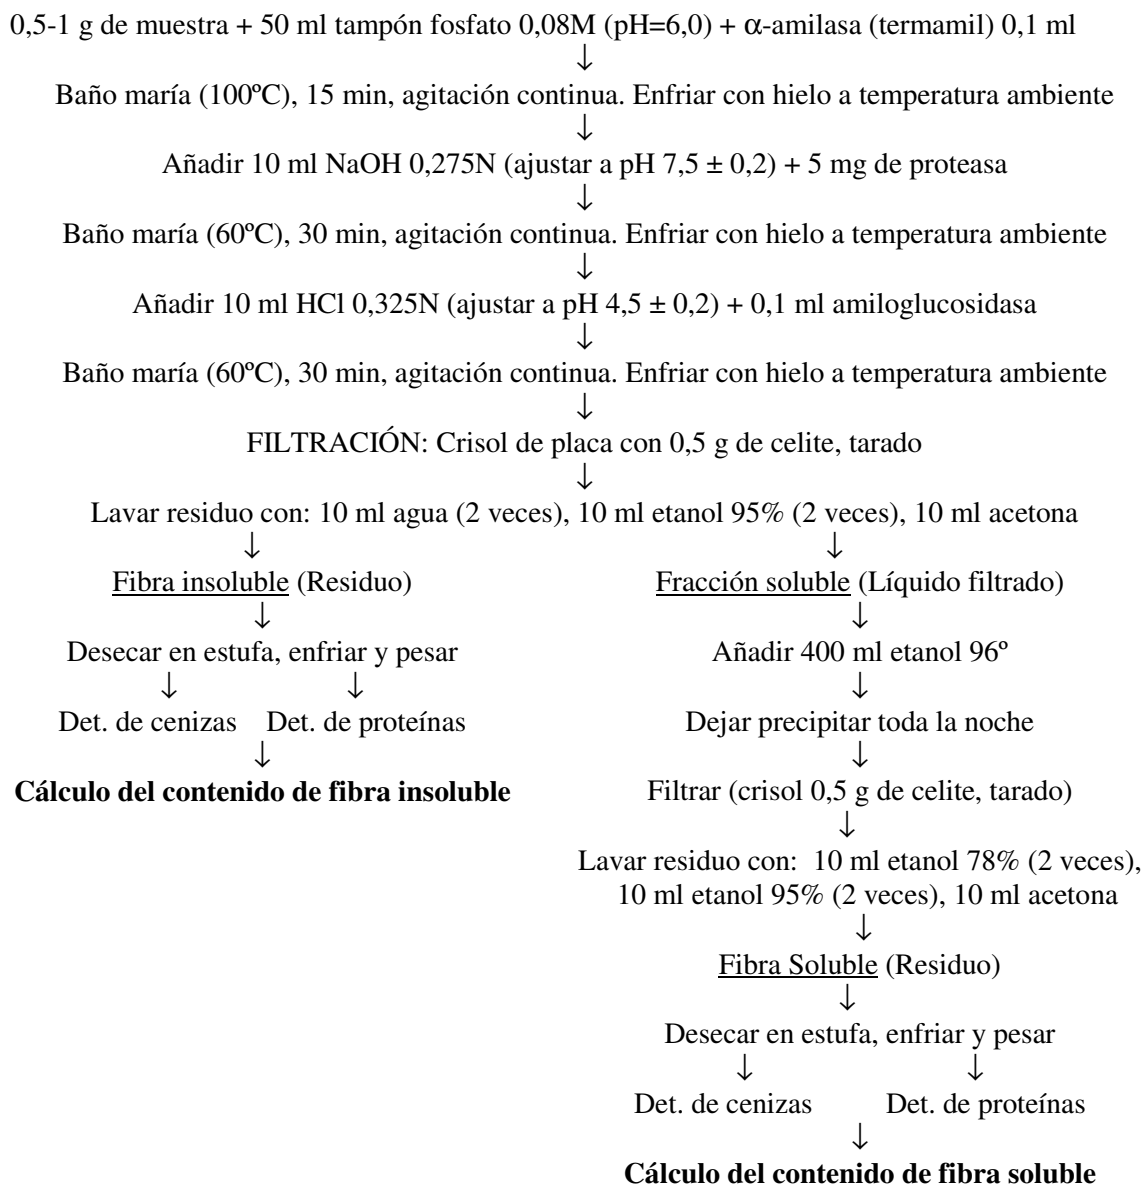 0,5-1 g de muestra + 50 ml tampón fosfato 0,08M (pH=6,0) + α-amilasa (termamil) 0,1 ml
↓
Baño maría (100ºC), 15 min, agitación continua. Enfriar con hielo a temperatura ambiente
↓
Añadir 10 ml NaOH 0,275N (ajustar a pH 7,5 ± 0,2) + 5 mg de proteasa
↓
Baño maría (60ºC), 30 min, agitación continua. Enfriar con hielo a temperatura ambiente
↓
Añadir 10 ml HCl 0,325N (ajustar a pH 4,5 ± 0,2) + 0,1 ml amiloglucosidasa
↓
Baño maría (60ºC), 30 min, agitación continua. Enfriar con hielo a temperatura ambiente
↓
FILTRACIÓN: Crisol de placa con 0,5 g de celite, tarado
↓
Lavar residuo con: 10 ml agua (2 veces), 10 ml etanol 95% (2 veces), 10 ml acetona
↓ ↓
Fibra insoluble (Residuo)
↓
Desecar en estufa, enfriar y pesar
↓ ↓
Det. de cenizas Det. de proteínas
↓
Cálculo del contenido de fibra insoluble
Fracción soluble (Líquido filtrado)
↓
Añadir 400 ml etanol 96º
↓
Dejar precipitar toda la noche
↓
Filtrar (crisol 0,5 g de celite, tarado)
↓
Lavar residuo con: 10 ml etanol 78% (2 veces),
10 ml etanol 95% (2 veces), 10 ml acetona
↓
Fibra Soluble (Residuo)
↓
Desecar en estufa, enfriar y pesar
↓ ↓
Det. de cenizas Det. de proteínas
↓
Cálculo del contenido de fibra soluble